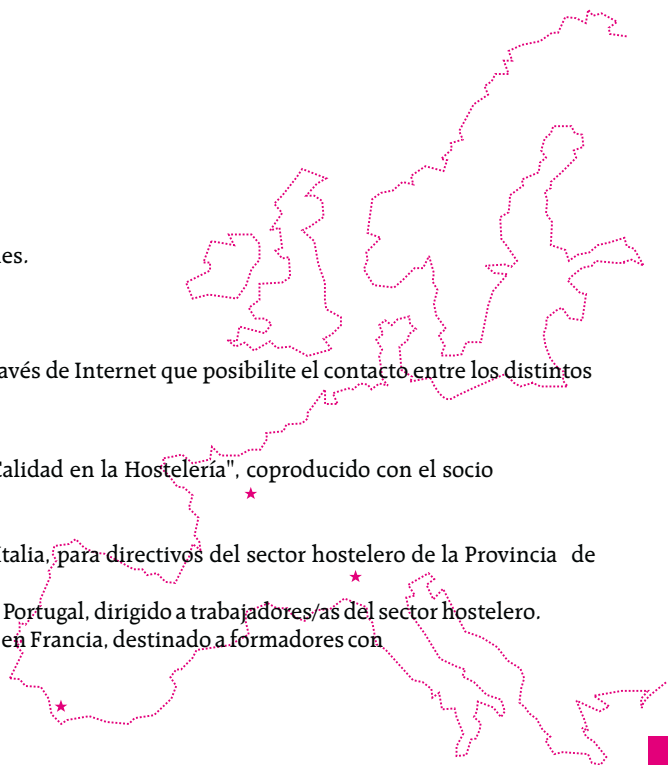 es.
avés de Internet que posibilite el contacto entre los distintos
Calidad en la Hostelería", coproducido con el socio
Italia, para directivos del sector hostelero de la Provincia de
Portugal, dirigido a trabajadores/as del sector hostelero.
en Francia, destinado a formadores con